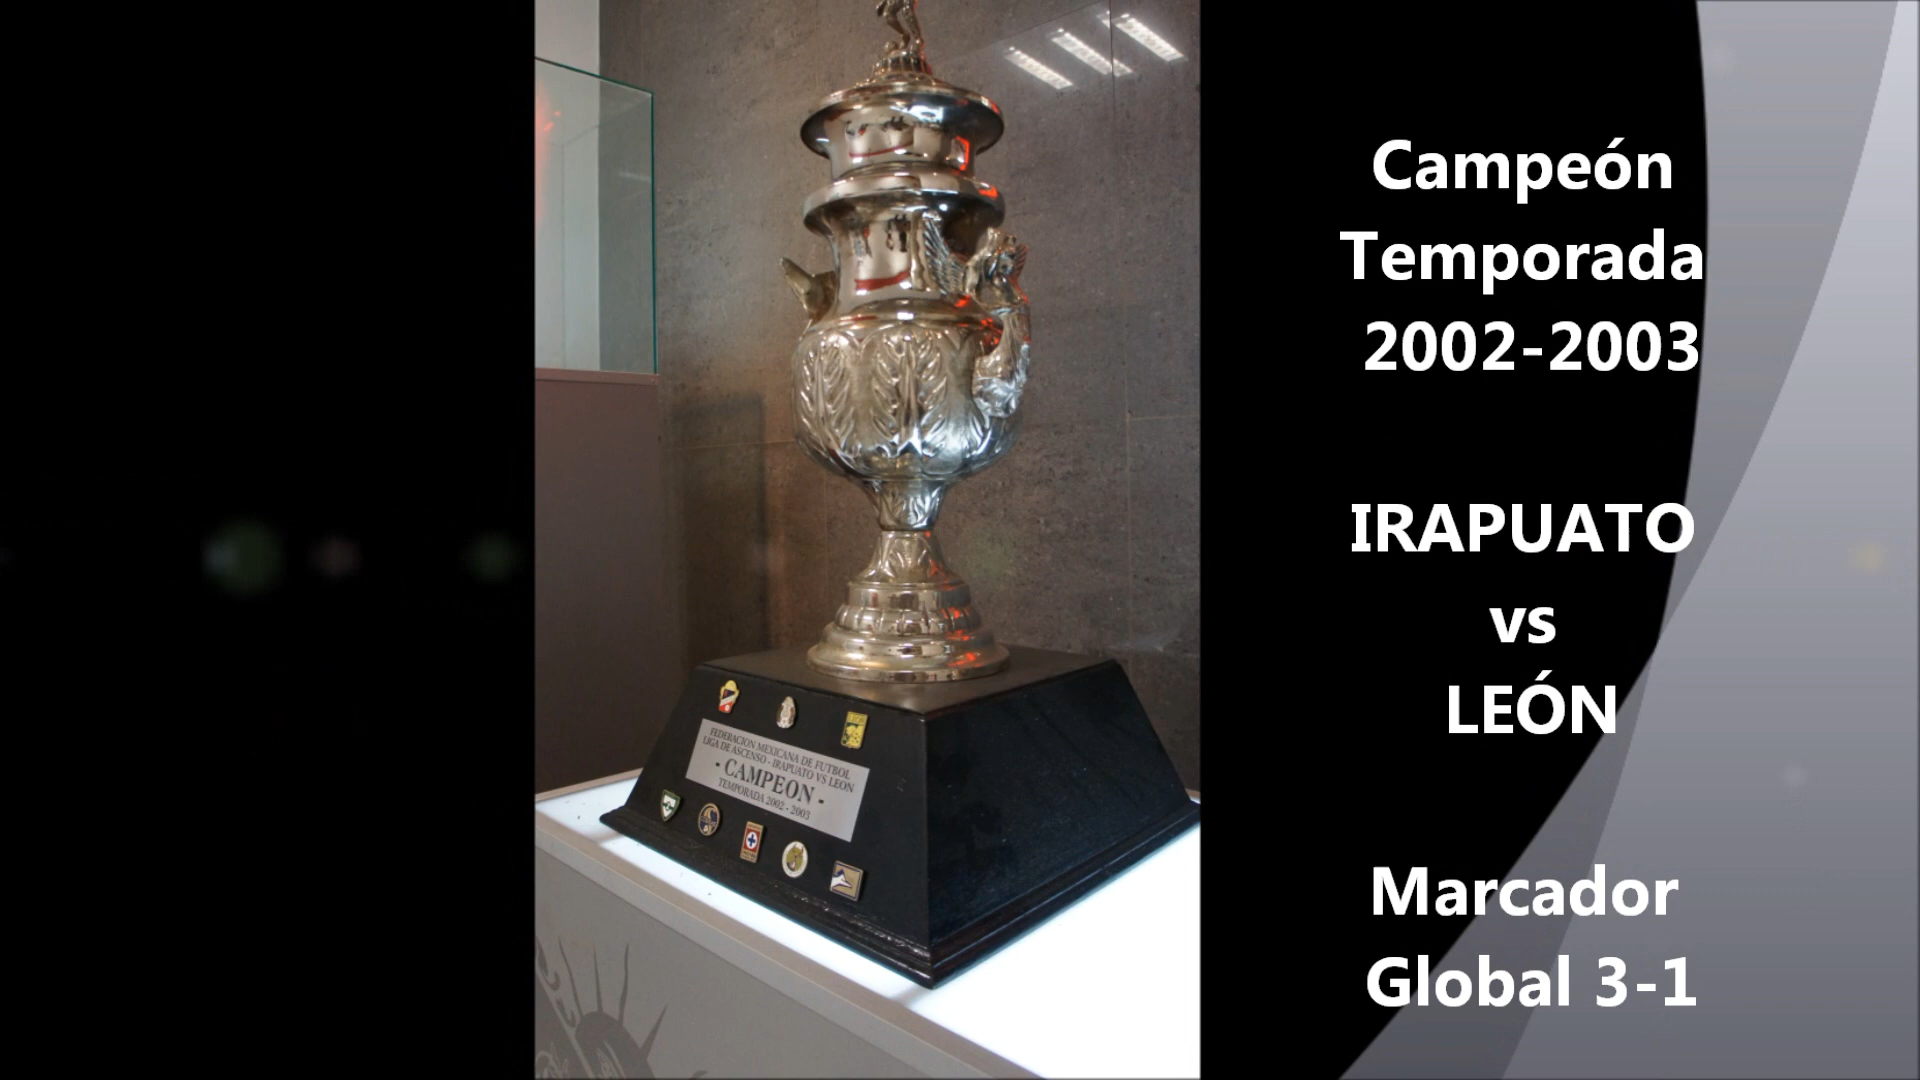 Campeón
Temporada
2002-2003
IRAPUATO
vs
LEÓN
Marcador
Global 3-1
FEDERACION MEXICANA DE FUTBOL
LIGA DE ASCENSO - IRAPUATO VS LEON
- CAMPEON -
TEMPORADA 2002 - 2003